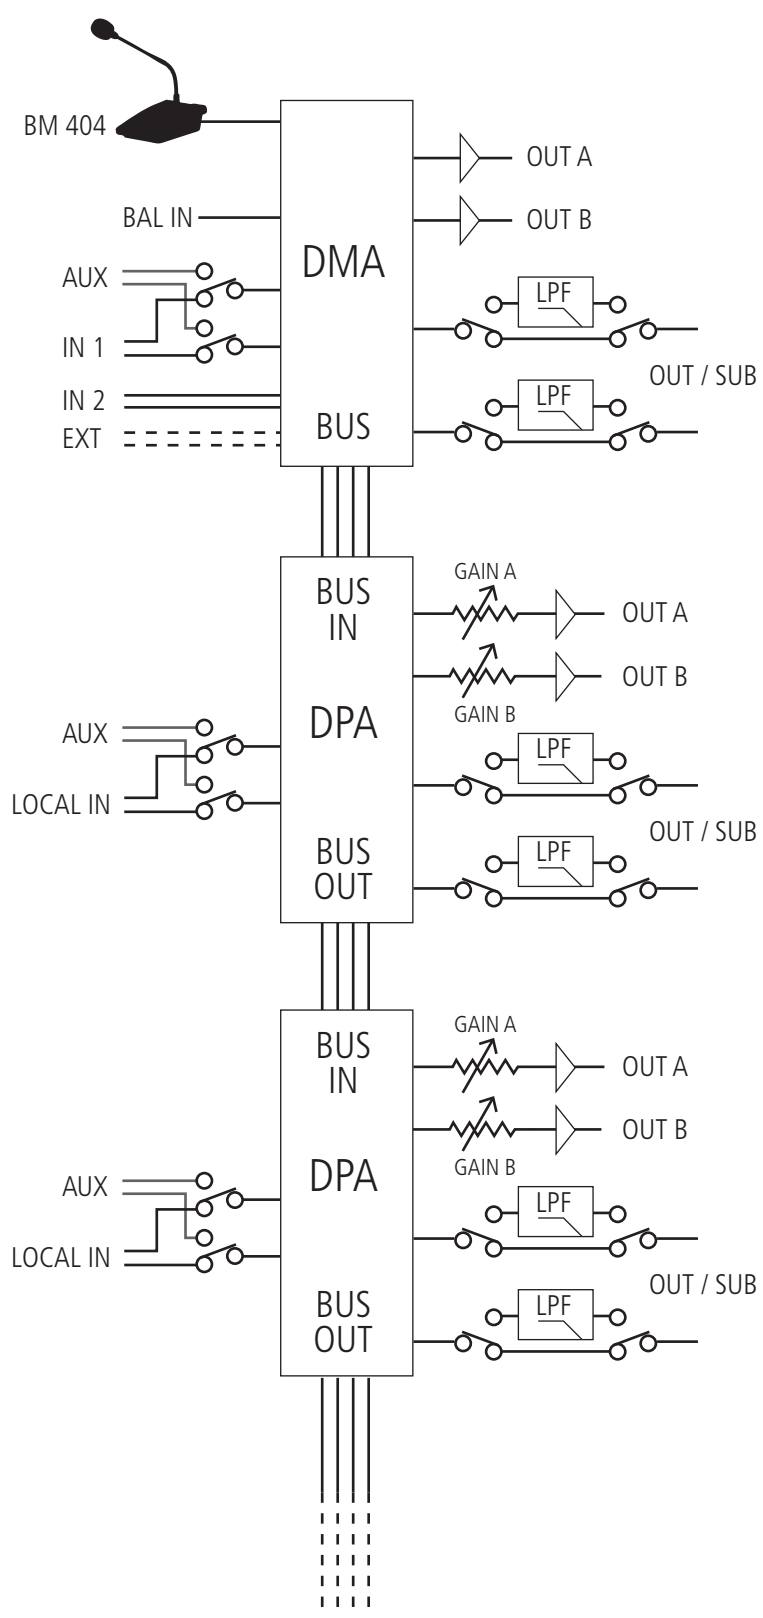 BM 404
OUT A
BAL IN
OUT B
DMA
AUX
LPF
IN 1
OUT / SUB
IN 2
LPF
BUS
EXT
GAIN A
BUS
IN
OUT A
OUT B
GAIN B
DPA
AUX
LPF
LOCAL IN
OUT / SUB
BUS
OUT
LPF
GAIN A
BUS
IN
OUT A
OUT B
GAIN B
DPA
AUX
LPF
LOCAL IN
OUT / SUB
BUS
OUT
LPF